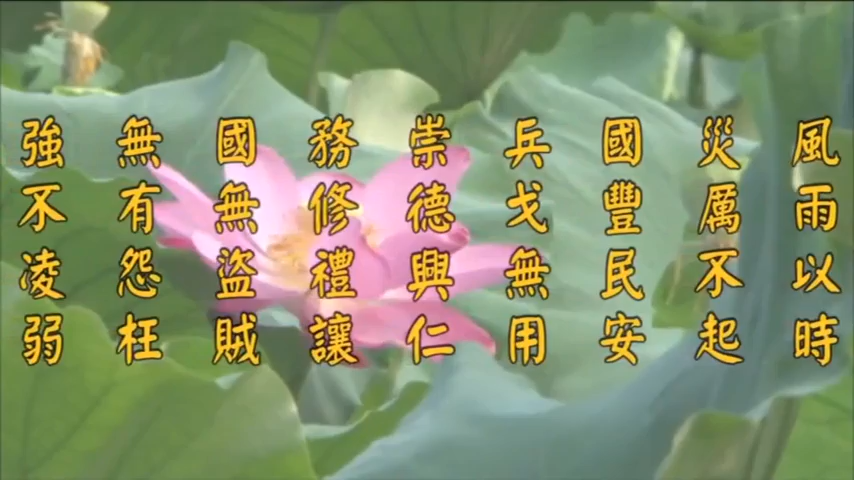 風雨以時
災厲不起
國豐民安
兵戈無用
崇德興仁
務修禮讓
國無盜賊
無有怨枉
強不凌弱